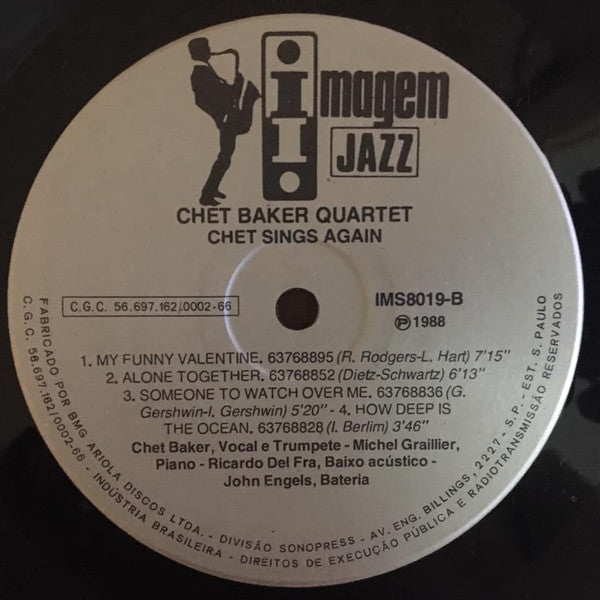 Imagem
JAZZ
CHET BAKER QUARTET
CHET SINGS AGAIN
C.G.C. 56.697.162/0002-66
IMS8019-B
Ⓟ1988
1. MY FUNNY VALENTINE. 63768895 (R. Rodgers-L. Hart) 7'15"
2. ALONE TOGETHER. 63768852 (Dietz-Schwartz) 6'13"
3. SOMEONE TO WATCH OVER ME. 63768836 (G.
Gershwin-I. Gershwin) 5'20" - 4. HOW DEEP IS
THE OCEAN. 63768828 (I. Berlim) 3'46"
Chet Baker, Vocal e Trumpete - Michel Graillier,
Piano - Ricardo Del Fra, Baixo acústico -
John Engels, Bateria
FABRICADO POR BMG ARIOLA DISCOS LTDA. - DIVISÃO SONOPRESS - AV. ENG. BILLINGS, 2227 - S.P. - EST. S. PAULO
C.G.C. 56.697.162/0002-66 - INDÚSTRIA BRASILEIRA - DIREITOS DE EXECUÇÃO PÚBLICA E RADIOTRANSMISSÃO RESERVADOS